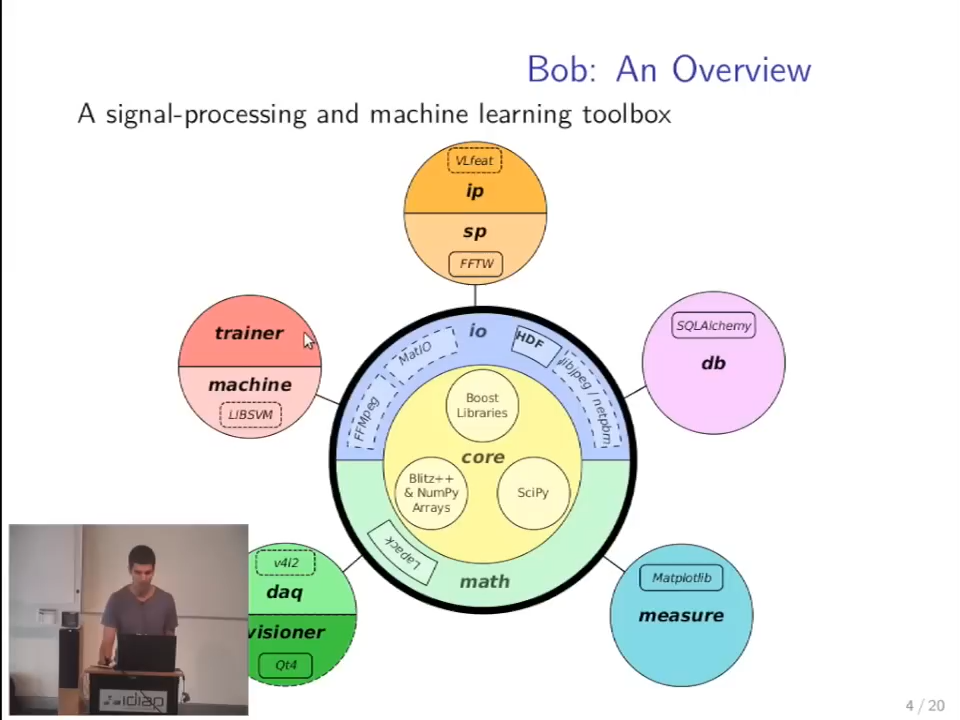 Bob: An Overview
A signal-processing and machine learning toolbox
VLfeat
ip
sp
FFTW
trainer
machine
LIBSVM
io
MatIO
HDF
FFMpeg
libjpeg / netpbm
Boost
Libraries
core
Blitz++
& NumPy
Arrays
SciPy
Lapack
math
SQLAlchemy
db
v4l2
daq
visioner
Qt4
Matplotlib
measure
idiap
4 / 20